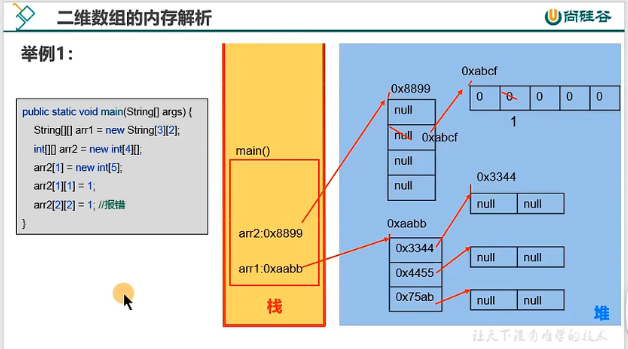 二维数组的内存解析
尚硅谷
举例1：
public static void main(String[] args) {
String[][] arr1 = new String[3][2];
int[][] arr2 = new int[4][];
arr2[1] = new int[5];
arr2[1][1] = 1;
arr2[2][2] = 1; //报错
}
main()
arr2:0x8899
arr1:0xaabb
栈
0x8899
null
null
0xabcf
null
null
0xabcf
0 0 0 0 0
1
0xaabb
0x3344
0x4455
0x75ab
0x3344
null null
null null
null null
堆
让天下没有难学的技术